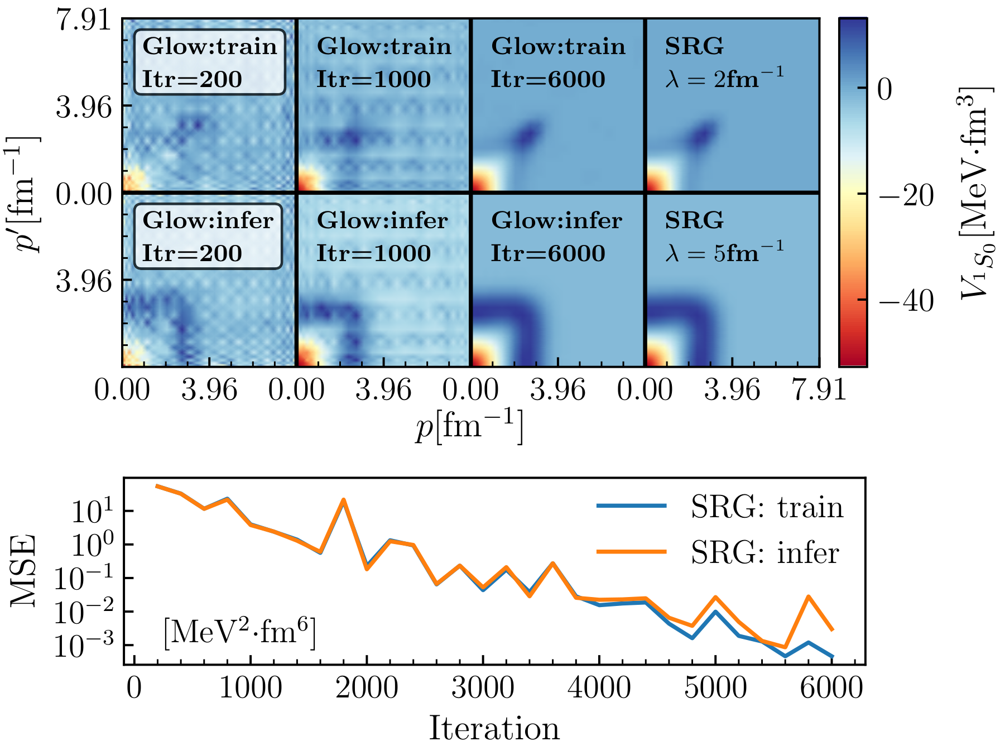 7.91
3.96
0.00
3.96
p′[fm⁻¹]
Glow:train
Itr=200
Glow:train
Itr=1000
Glow:train
Itr=6000
SRG
λ = 2fm⁻¹
Glow:infer
Itr=200
Glow:infer
Itr=1000
Glow:infer
Itr=6000
SRG
λ = 5fm⁻¹
0
−20
−40
V¹S₀[MeV·fm³]
0.00 3.96 0.00 3.96 0.00 3.96 0.00 3.96 7.91
p[fm⁻¹]
MSE
10¹
10⁰
10⁻¹
10⁻²
10⁻³
SRG: train
SRG: infer
[MeV²·fm⁶]
0 1000 2000 3000 4000 5000 6000
Iteration